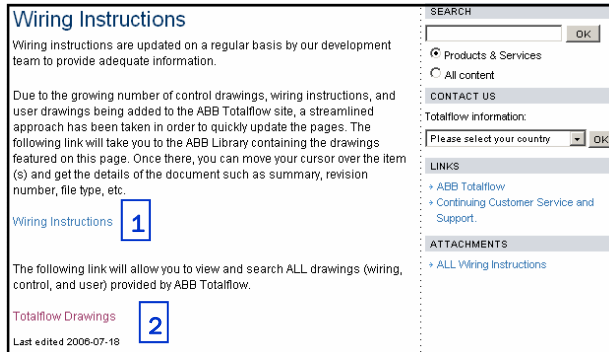 Wiring Instructions
Wiring instructions are updated on a regular basis by our development
team to provide adequate information.
Due to the growing number of control drawings, wiring instructions, and
user drawings being added to the ABB Totalflow site, a streamlined
approach has been taken in order to quickly update the pages. The
following link will take you to the ABB Library containing the drawings
featured on this page. Once there, you can move your cursor over the item
(s) and get the details of the document such as summary, revision
number, file type, etc.
Wiring Instructions 1
The following link will allow you to view and search ALL drawings (wiring,
control, and user) provided by ABB Totalflow.
Totalflow Drawings 2
Last edited 2006-07-18
SEARCH
OK
Products & Services
All content
CONTACT US
Totalflow information:
Please select your country OK
LINKS
ABB Totalflow
Continuing Customer Service and
Support.
ATTACHMENTS
ALL Wiring Instructions